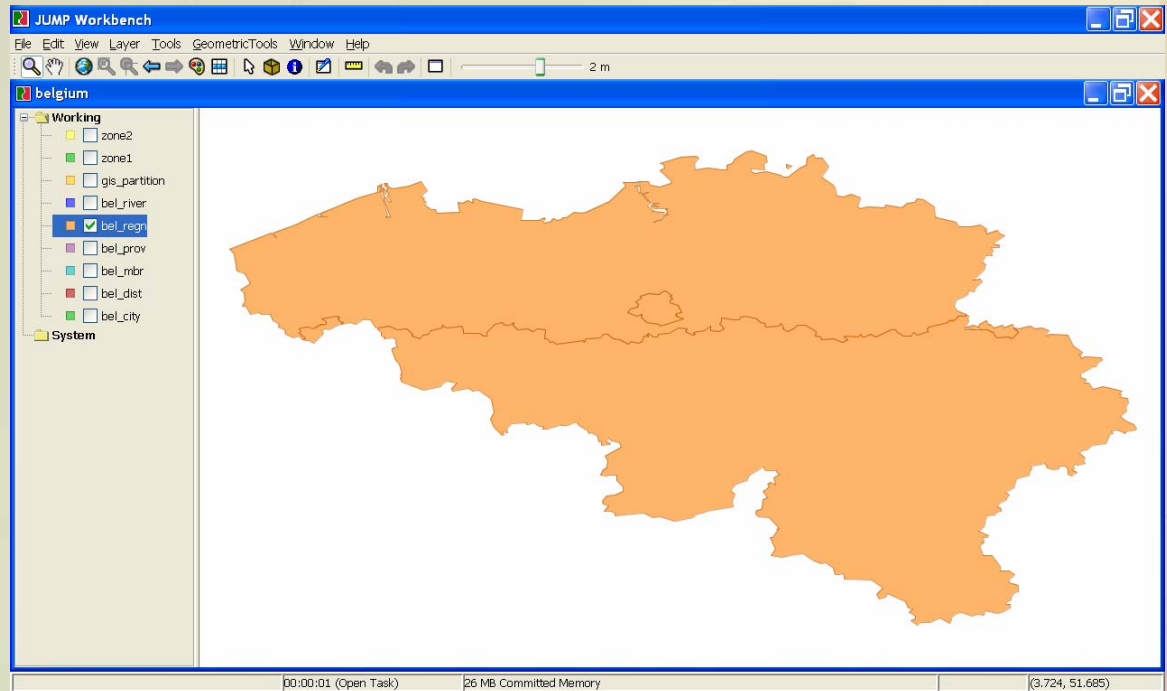 JUMP Workbench
File Edit View Layer Tools GeometricTools Window Help
2 m
belgium
Working
zone2
zone1
gis_partition
bel_river
bel_regn
bel_prov
bel_mbr
bel_dist
bel_city
System
00:00:01 (Open Task) 26 MB Committed Memory (3.724, 51.685)